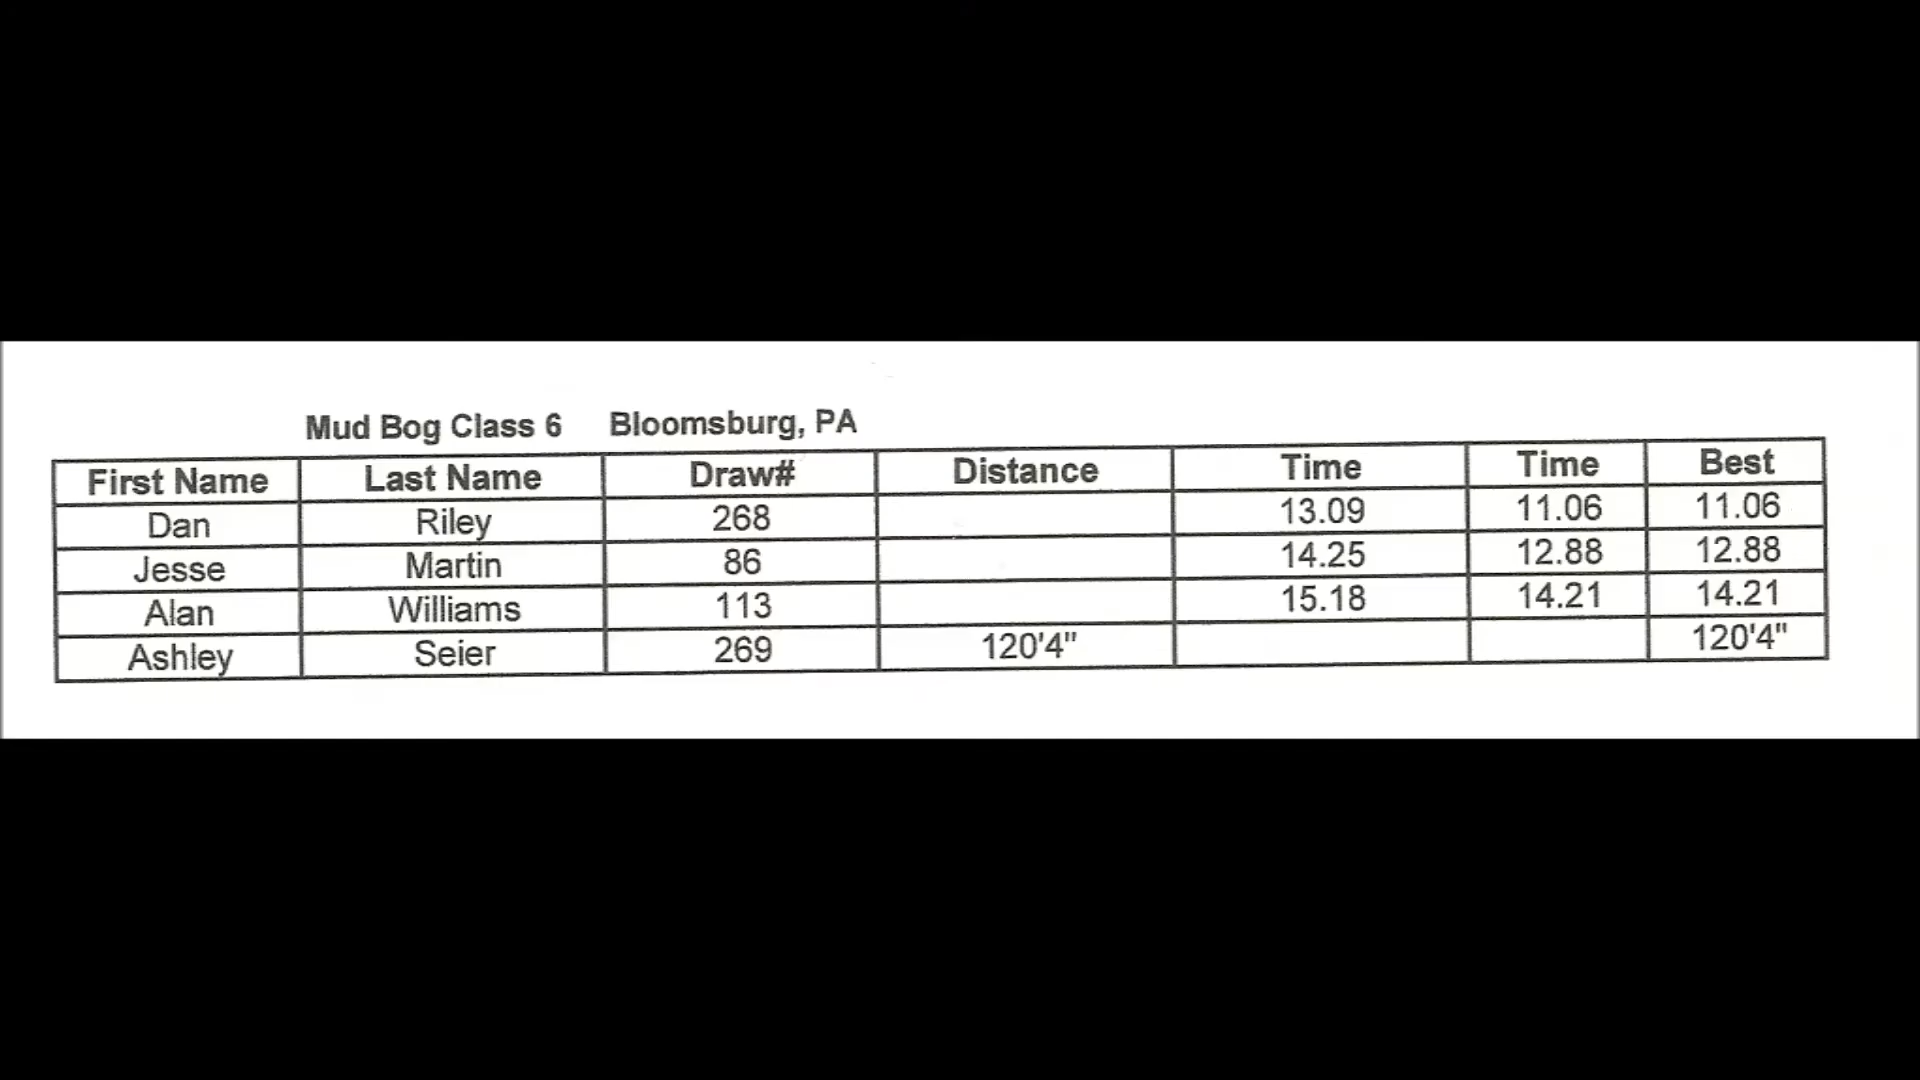 Mud Bog Class 6 Bloomsburg, PA
First Name Last Name Draw# Distance Time Time Best
Dan Riley 268 13.09 11.06 11.06
Jesse Martin 86 14.25 12.88 12.88
Alan Williams 113 15.18 14.21 14.21
Ashley Seier 269 120'4" 120'4"